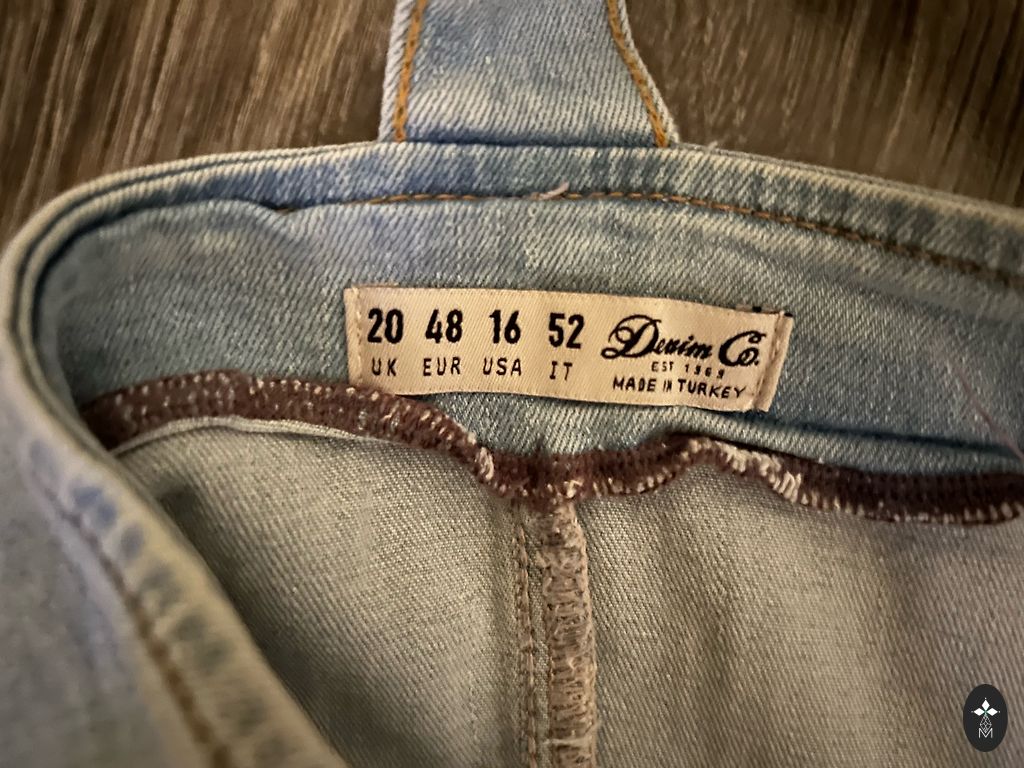 20 48 16 52
UK EUR USA IT
Denim Co.
EST 1969
MADE IN TURKEY
M